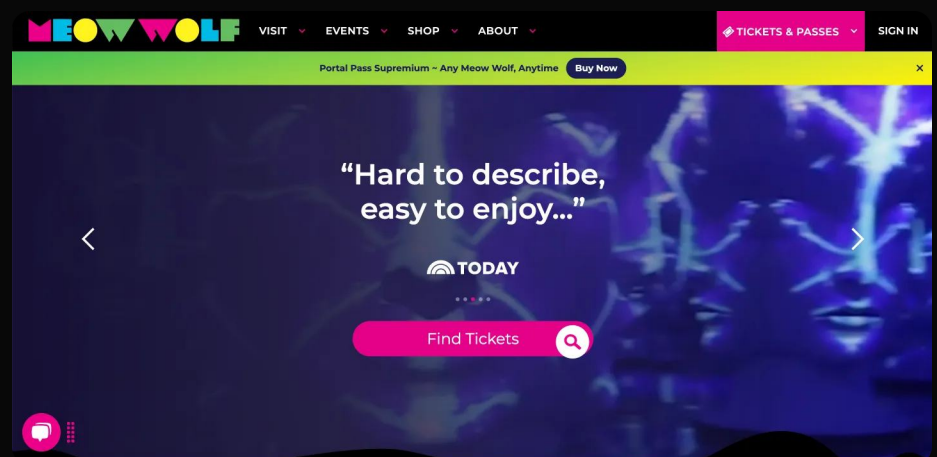 MEOW WOLF
VISIT
EVENTS
SHOP
ABOUT
TICKETS & PASSES
SIGN IN
Portal Pass Supremium ~ Any Meow Wolf, Anytime
Buy Now
“Hard to describe,
easy to enjoy...”
TODAY
Find Tickets